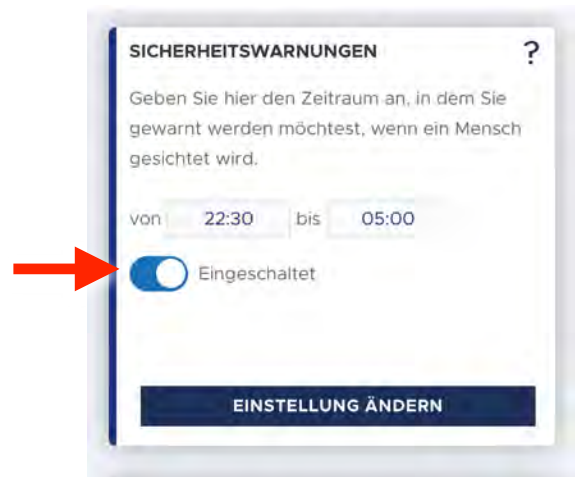 SICHERHEITSWARNUNGEN ?
Geben Sie hier den Zeitraum an, in dem Sie
gewarnt werden möchtest, wenn ein Mensch
gesichtet wird.
von 22:30 bis 05:00
Eingeschaltet
EINSTELLUNG ÄNDERN